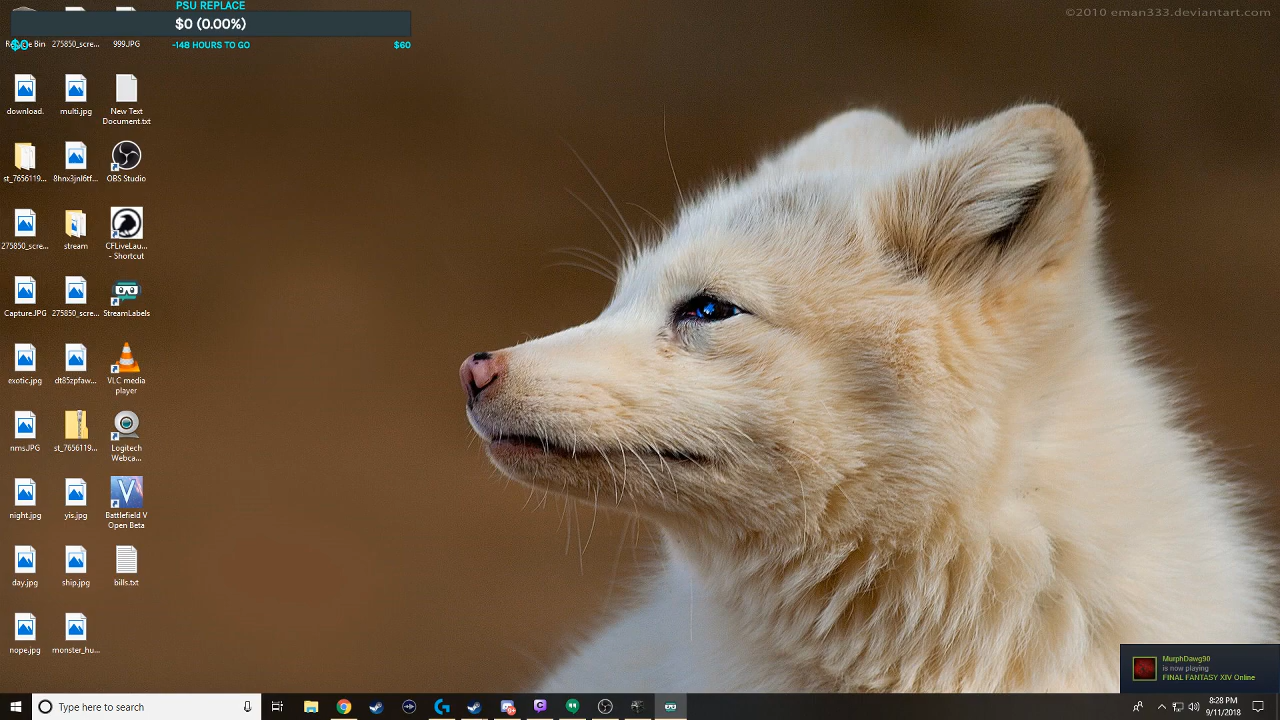 PSU REPLACE
$0 (0.00%)
$0
-148 HOURS TO GO
$60
©2010 eman333.deviantart.com
275850_scre...
999.JPG
download.
multi.jpg
New Text
Document.txt
st_7656119...
8hnx3jnl6tf...
OBS Studio
275850_scre...
stream
CFLiveLau...
- Shortcut
Capture.JPG
275850_scre...
StreamLabels
exotic.jpg
dt85zpfaw...
VLC media
player
nms.JPG
st_7656119...
Logitech
Webca...
night.jpg
yis.jpg
Battlefield V
Open Beta
day.jpg
ship.jpg
bills.txt
nope.jpg
monster_hu...
MurphDawg90
is now playing
FINAL FANTASY XIV Online
Type here to search
8:28 PM
9/11/2018